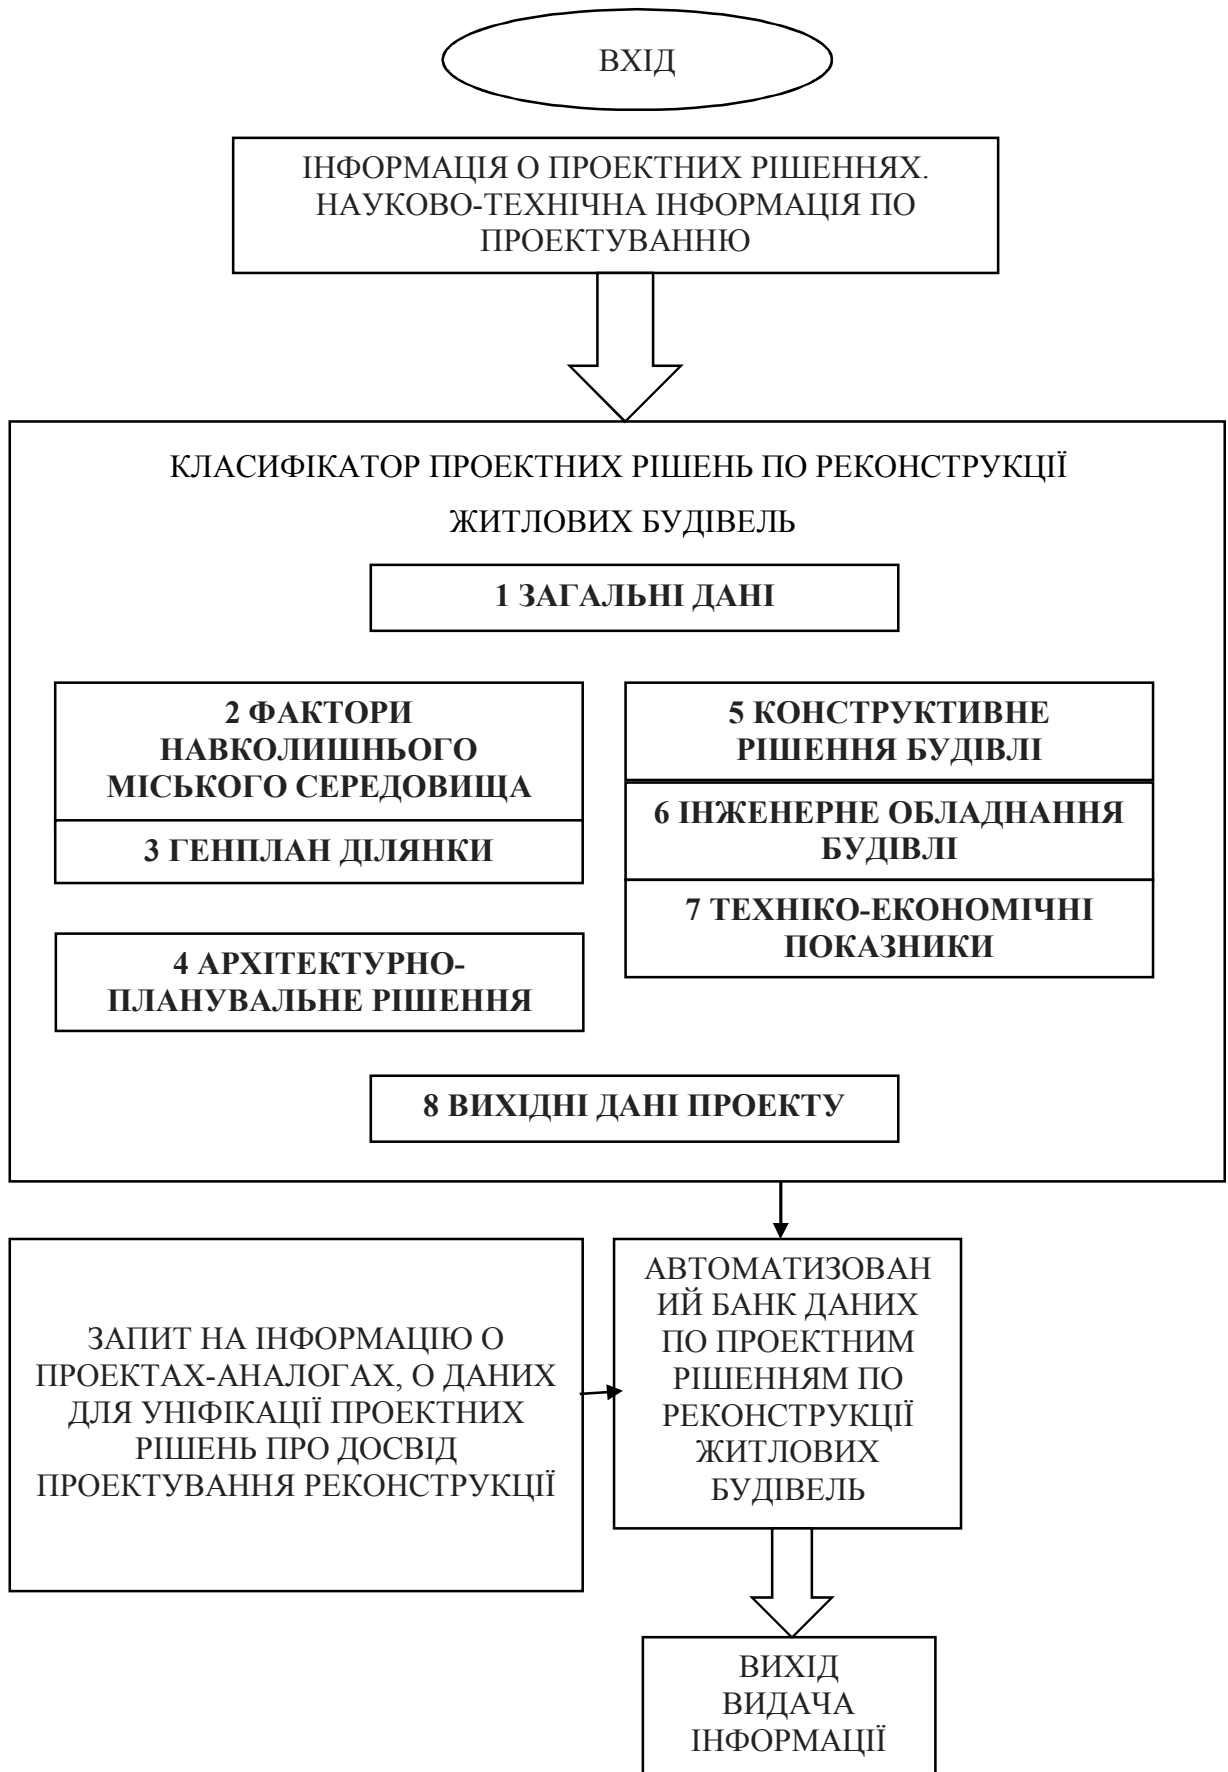 ВХІД
ІНФОРМАЦІЯ О ПРОЕКТНИХ РІШЕННЯХ.
НАУКОВО-ТЕХНІЧНА ІНФОРМАЦІЯ ПО
ПРОЕКТУВАННЮ
КЛАСИФІКАТОР ПРОЕКТНИХ РІШЕНЬ ПО РЕКОНСТРУКЦІЇ
ЖИТЛОВИХ БУДІВЕЛЬ
1 ЗАГАЛЬНІ ДАНІ
2 ФАКТОРИ
НАВКОЛИШНЬОГО
МІСЬКОГО СЕРЕДОВИЩА
3 ГЕНПЛАН ДІЛЯНКИ
4 АРХІТЕКТУРНО-
ПЛАНУВАЛЬНЕ РІШЕННЯ
5 КОНСТРУКТИВНЕ
РІШЕННЯ БУДІВЛІ
6 ІНЖЕНЕРНЕ ОБЛАДНАННЯ
БУДІВЛІ
7 ТЕХНІКО-ЕКОНОМІЧНІ
ПОКАЗНИКИ
8 ВИХІДНІ ДАНІ ПРОЕКТУ
ЗАПИТ НА ІНФОРМАЦІЮ О
ПРОЕКТАХ-АНАЛОГАХ, О ДАНИХ
ДЛЯ УНІФІКАЦІЇ ПРОЕКТНИХ
РІШЕНЬ ПРО ДОСВІД
ПРОЕКТУВАННЯ РЕКОНСТРУКЦІЇ
АВТОМАТИЗОВАН
ИЙ БАНК ДАНИХ
ПО ПРОЕКТНИМ
РІШЕННЯМ ПО
РЕКОНСТРУКЦІЇ
ЖИТЛОВИХ
БУДІВЕЛЬ
ВИХІД
ВИДАЧА
ІНФОРМАЦІЇ